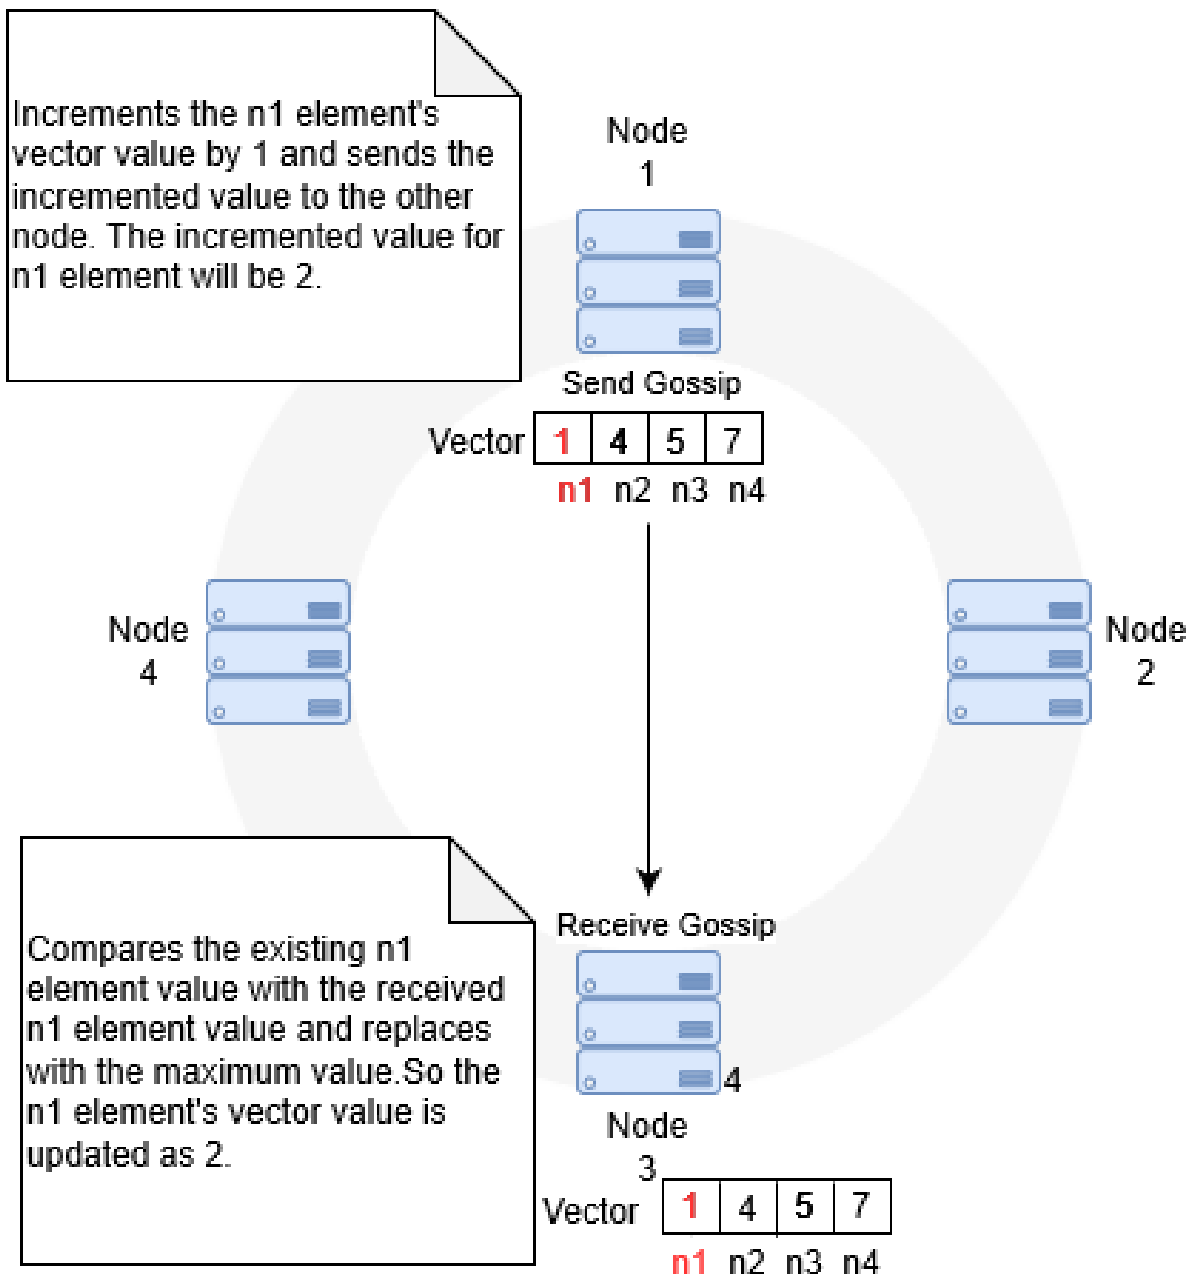 Increments the n1 element's
vector value by 1 and sends the
incremented value to the other
node. The incremented value for
n1 element will be 2.
Node
1
Send Gossip
Vector 1 4 5 7
n1 n2 n3 n4
Node
4
Node
2
Compares the existing n1
element value with the received
n1 element value and replaces
with the maximum value.So the
n1 element's vector value is
updated as 2.
Receive Gossip
4
Node
3
Vector 1 4 5 7
n1 n2 n3 n4